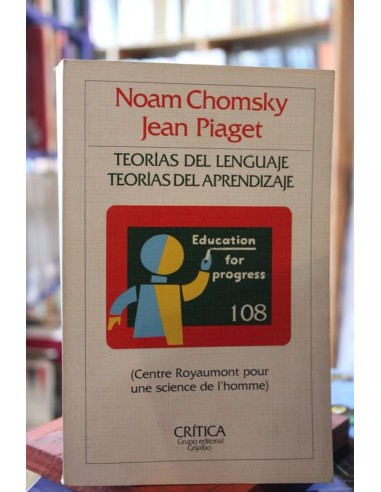 Noam Chomsky
Jean Piaget
TEORÍAS DEL LENGUAJE
TEORÍAS DEL APRENDIZAJE
Education
for
progress
108
(Centre Royaumont pour
une science de l'homme)
CRÍTICA
Grupo editorial
Grijalbo